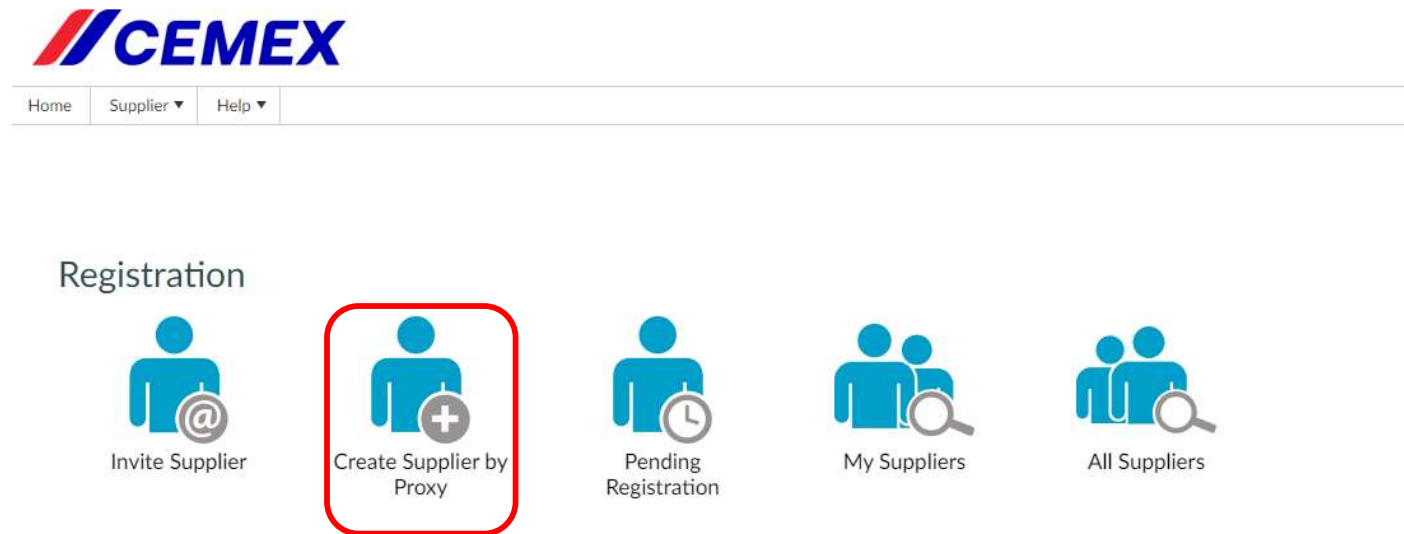 CEMEX
Home Supplier ▼ Help ▼
Registration
@
Invite Supplier
Create Supplier by
Proxy
Pending
Registration
My Suppliers
All Suppliers